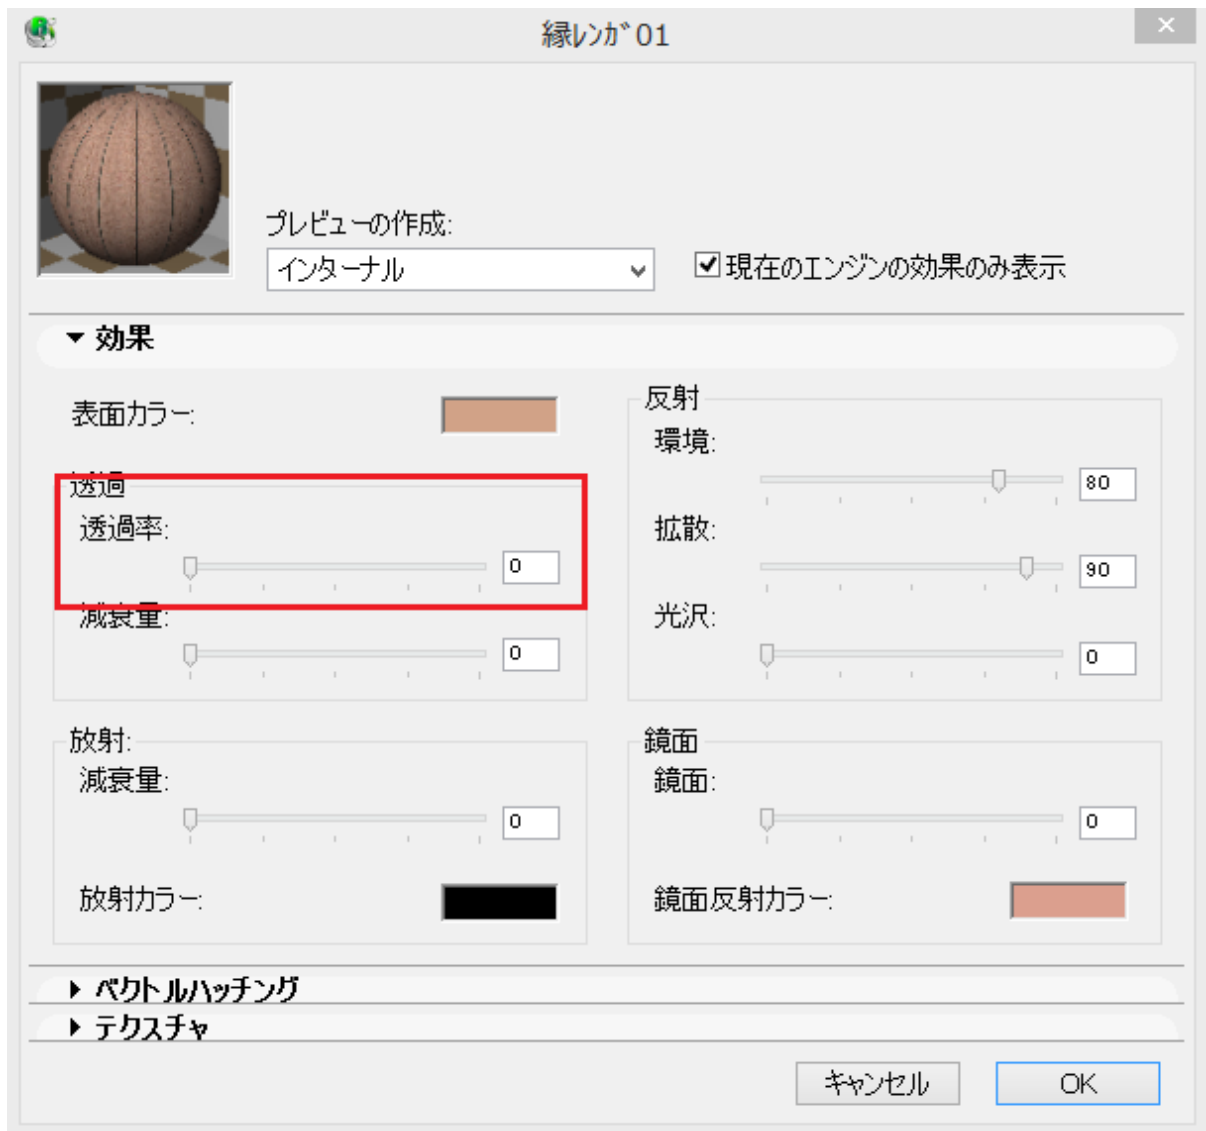 縁ﾚﾝｶﾞ01
プレビューの作成:
インターナル
現在のエンジンの効果のみ表示
効果
表面カラー:
透過
透過率:
0
減衰量:
0
反射
環境:
80
拡散:
90
光沢:
0
放射:
減衰量:
0
放射カラー:
鏡面
鏡面:
0
鏡面反射カラー:
ベクトルハッチング
テクスチャ
キャンセル
OK